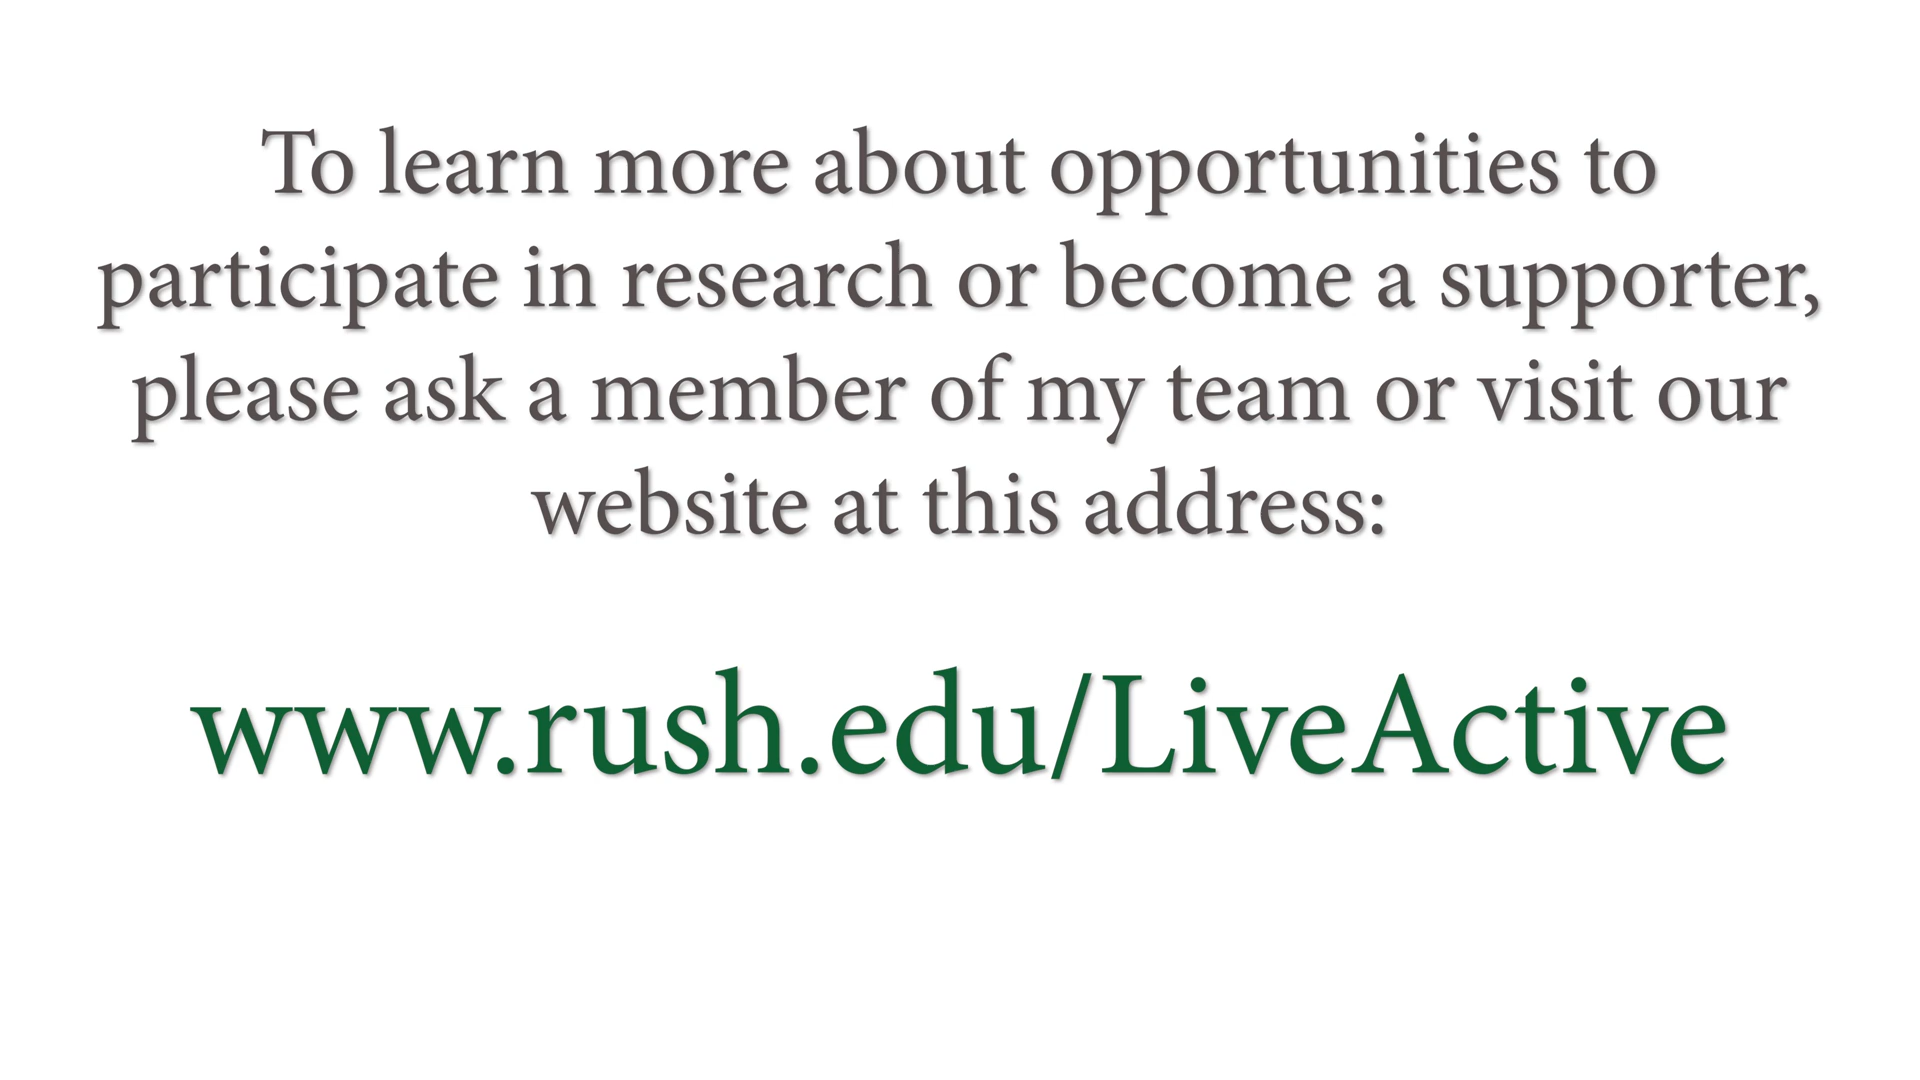 To learn more about opportunities to
participate in research or become a supporter,
please ask a member of my team or visit our
website at this address:
www.rush.edu/LiveActive